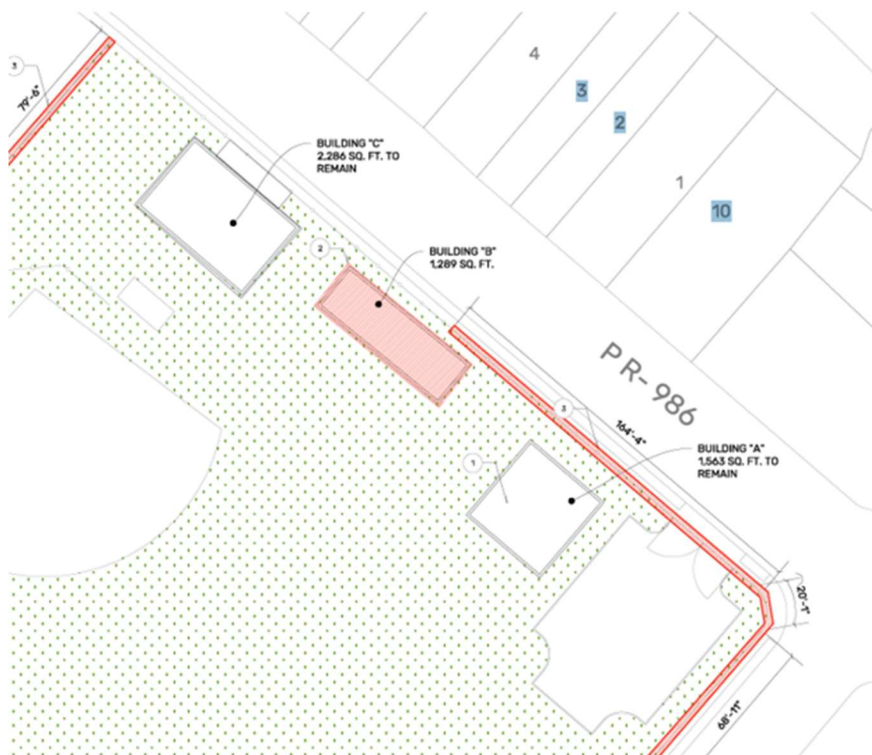 4
3
2
1
10
3
79'-6"
BUILDING "C"
2,286 SQ. FT. TO
REMAIN
2
BUILDING "B"
1,289 SQ. FT.
PR-986
3
164'-4"
BUILDING "A"
1,563 SQ. FT. TO
REMAIN
1
20'-1"
68'-11"